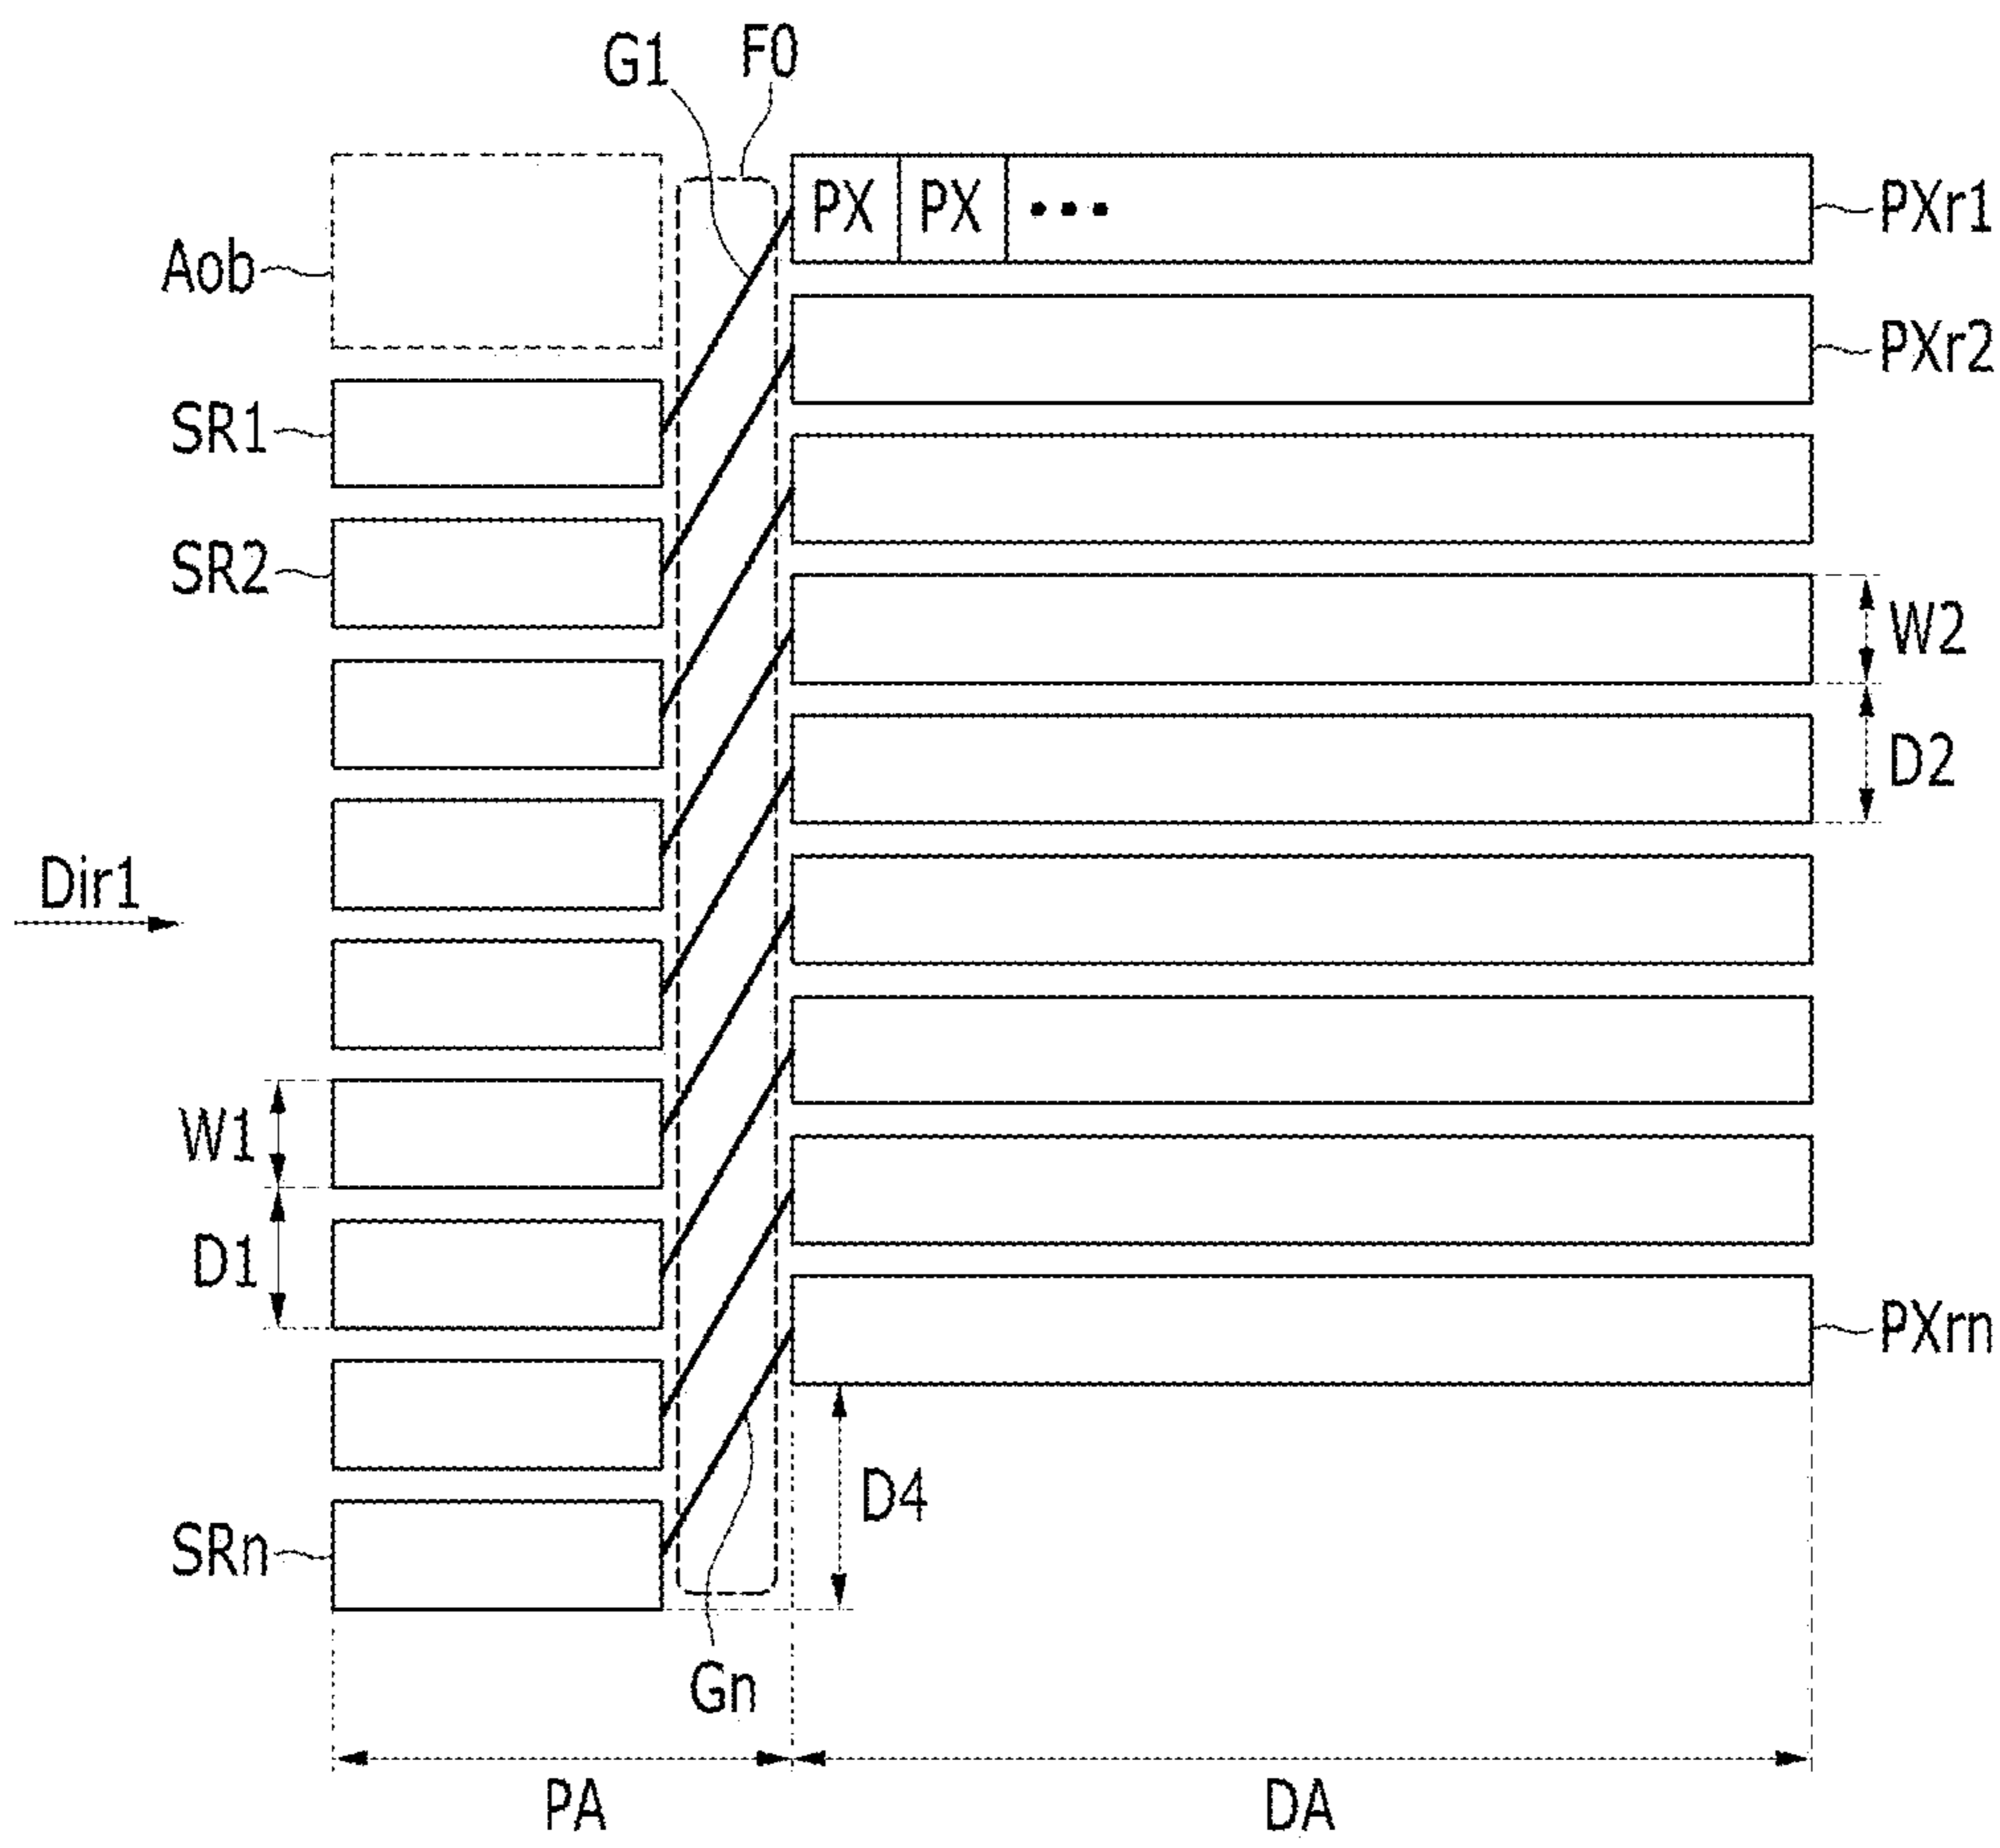 G1
F0
PX PX •••
PXr1
Aob
PXr2
SR1
SR2
W2
D2
Dir1
W1
D1
PXrn
D4
SRn
Gn
PA
DA